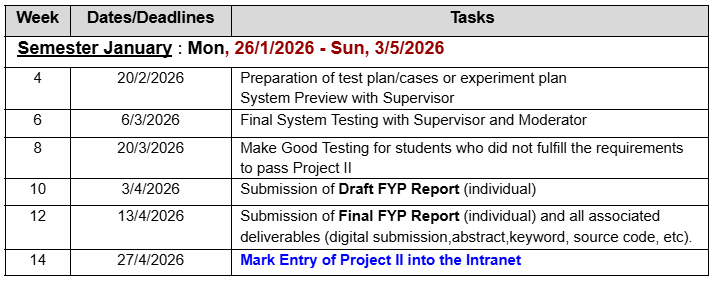 Week Dates/Deadlines Tasks
Semester January : Mon, 26/1/2026 - Sun, 3/5/2026
4 20/2/2026 Preparation of test plan/cases or experiment plan
System Preview with Supervisor
6 6/3/2026 Final System Testing with Supervisor and Moderator
8 20/3/2026 Make Good Testing for students who did not fulfill the requirements
to pass Project II
10 3/4/2026 Submission of Draft FYP Report (individual)
12 13/4/2026 Submission of Final FYP Report (individual) and all associated
deliverables (digital submission,abstract,keyword, source code, etc).
14 27/4/2026 Mark Entry of Project II into the Intranet